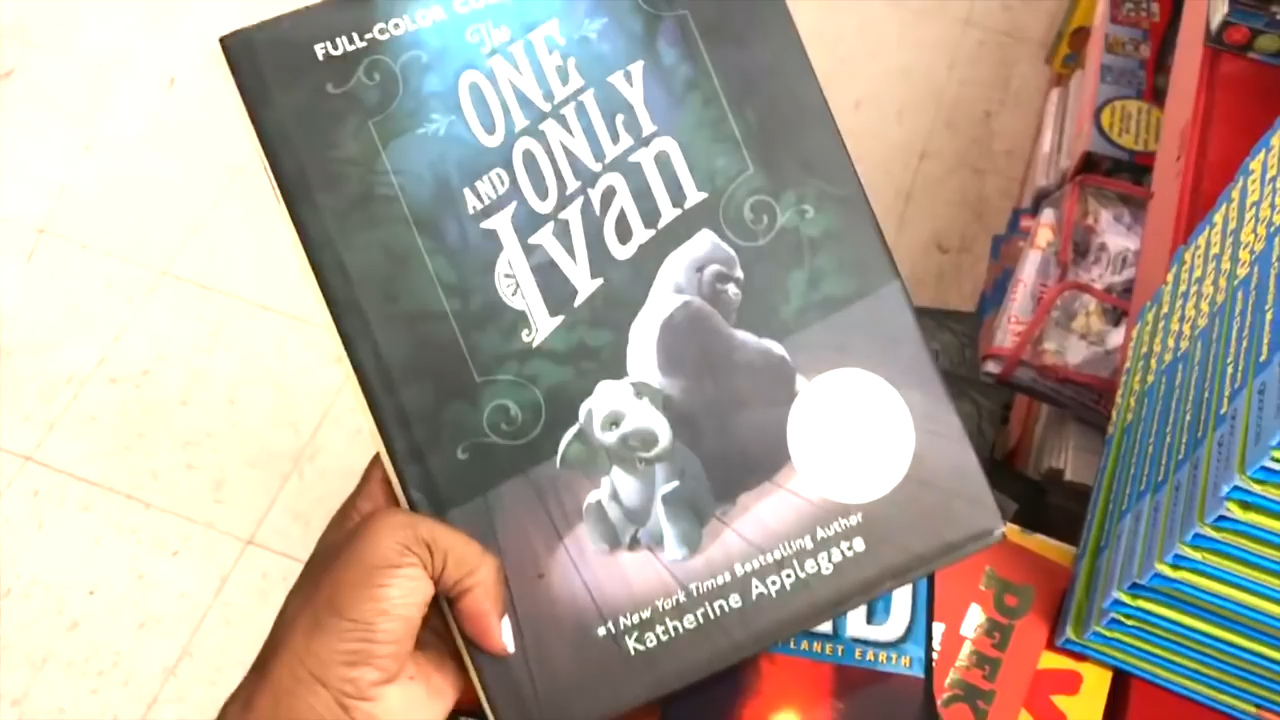 FULL-COLOR
The
ONE
AND ONLY
Ivan
#1 New York Times Bestselling Author
Katherine Applegate
PLANET EARTH
PEEK